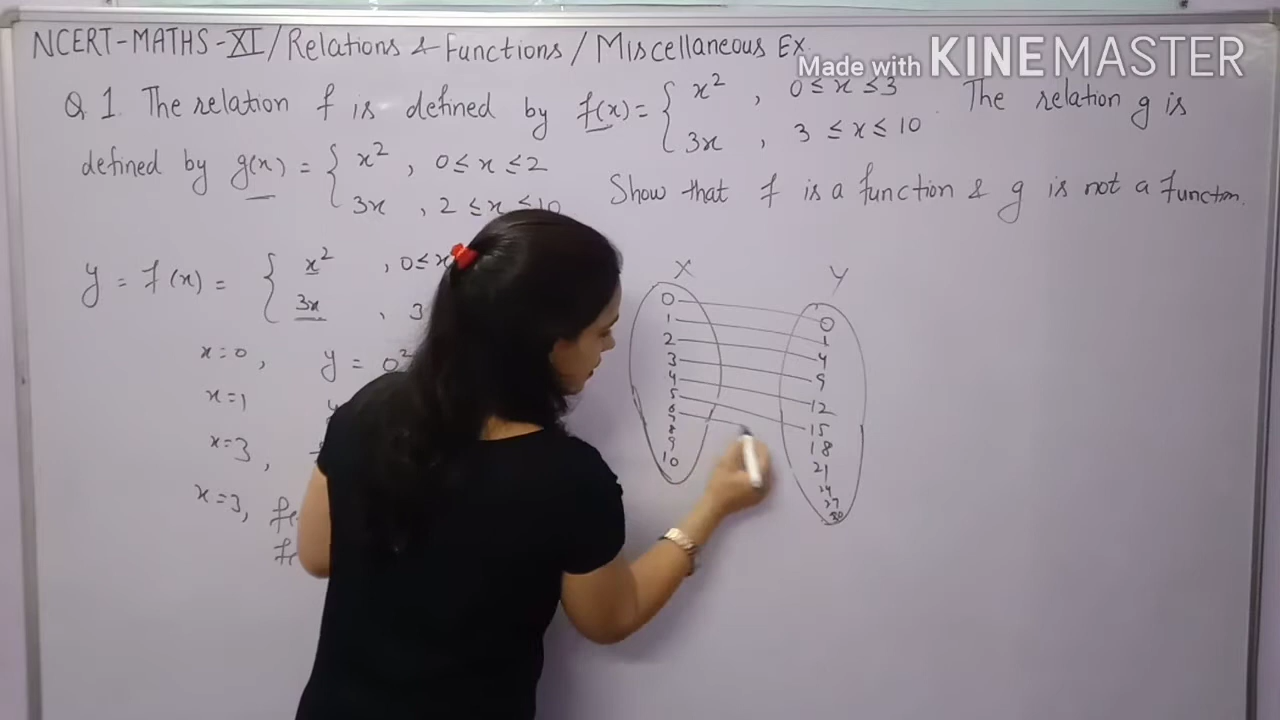 NCERT-MATHS-XI/Relations & Functions/Miscellaneous Ex.
Made with KINEMASTER
Q 1. The relation f is defined by f(x) = { x² , 0 ≤ x ≤ 3 The relation g is
3x , 3 ≤ x ≤ 10
defined by g(x) = { x² , 0 ≤ x ≤ 2 Show that f is a function & g is not a function.
3x , 2 ≤ x ≤ 10
y = f(x) = { x² , 0 ≤ x
3x , 3
x=0, y = 0²
x=1
x=3,
x=3,
X
0
1
2
3
4
5
6
7
8
9
10
Y
0
1
4
9
12
15
18
21
24
27
30